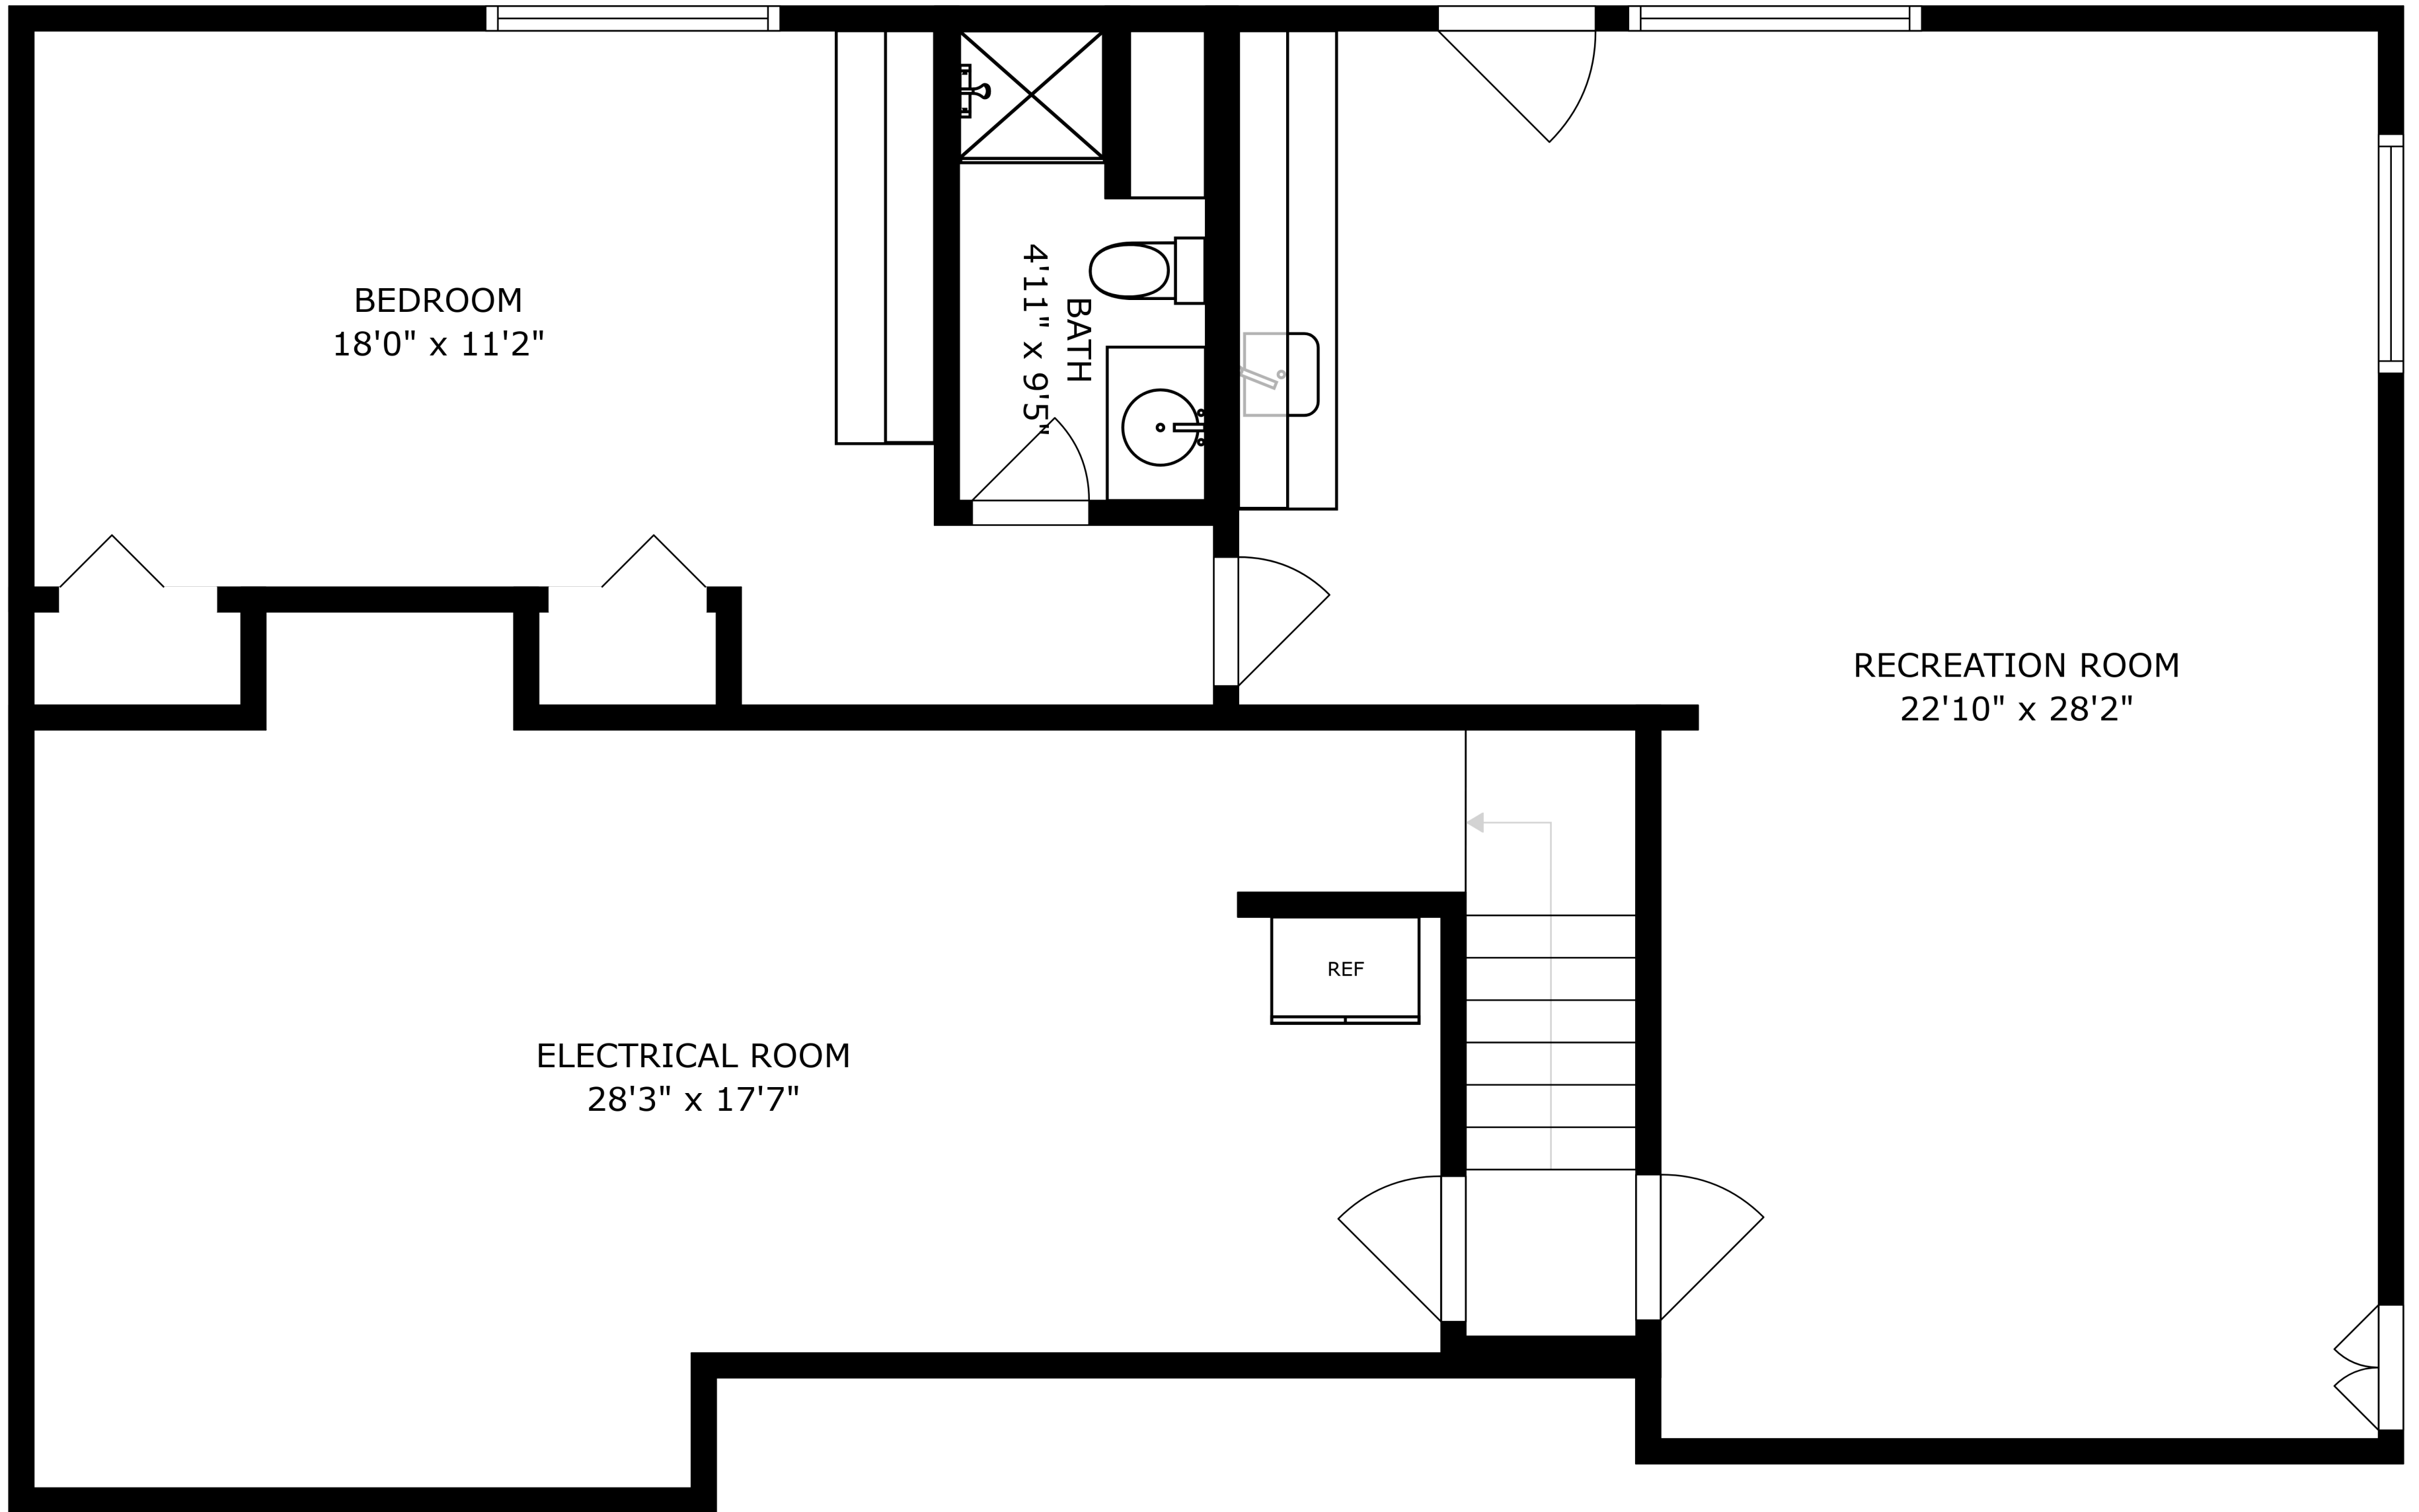 BEDROOM
18'0" x 11'2"
BATH
4'11" x 9'5"
RECREATION ROOM
22'10" x 28'2"
REF
ELECTRICAL ROOM
28'3" x 17'7"